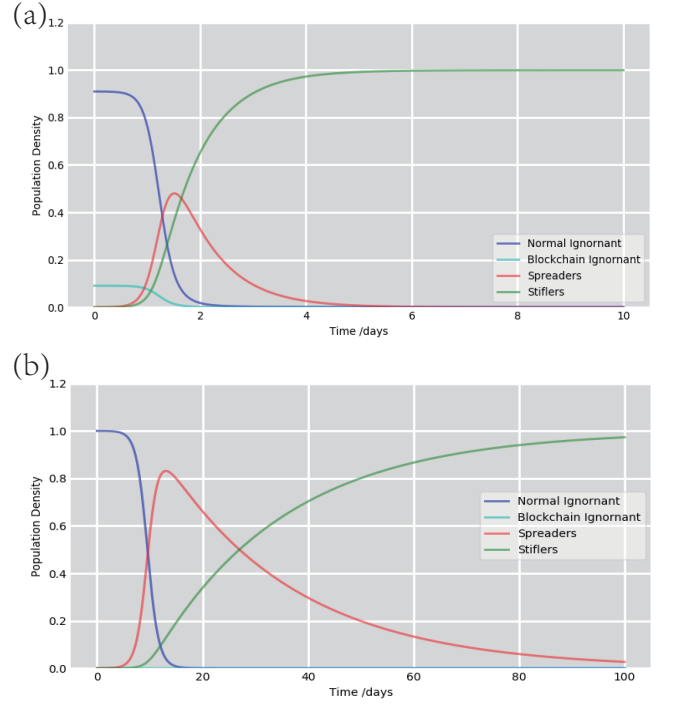 (a)
1.2
1.0
0.8
0.6
0.4
0.2
0.0
Population Density
Normal Ignorant
Blockchain Ignorant
Spreaders
Stiflers
0 2 4 6 8 10
Time /days
(b)
1.2
1.0
0.8
0.6
0.4
0.2
0.0
Population Density
Normal Ignorant
Blockchain Ignorant
Spreaders
Stiflers
0 20 40 60 80 100
Time /days